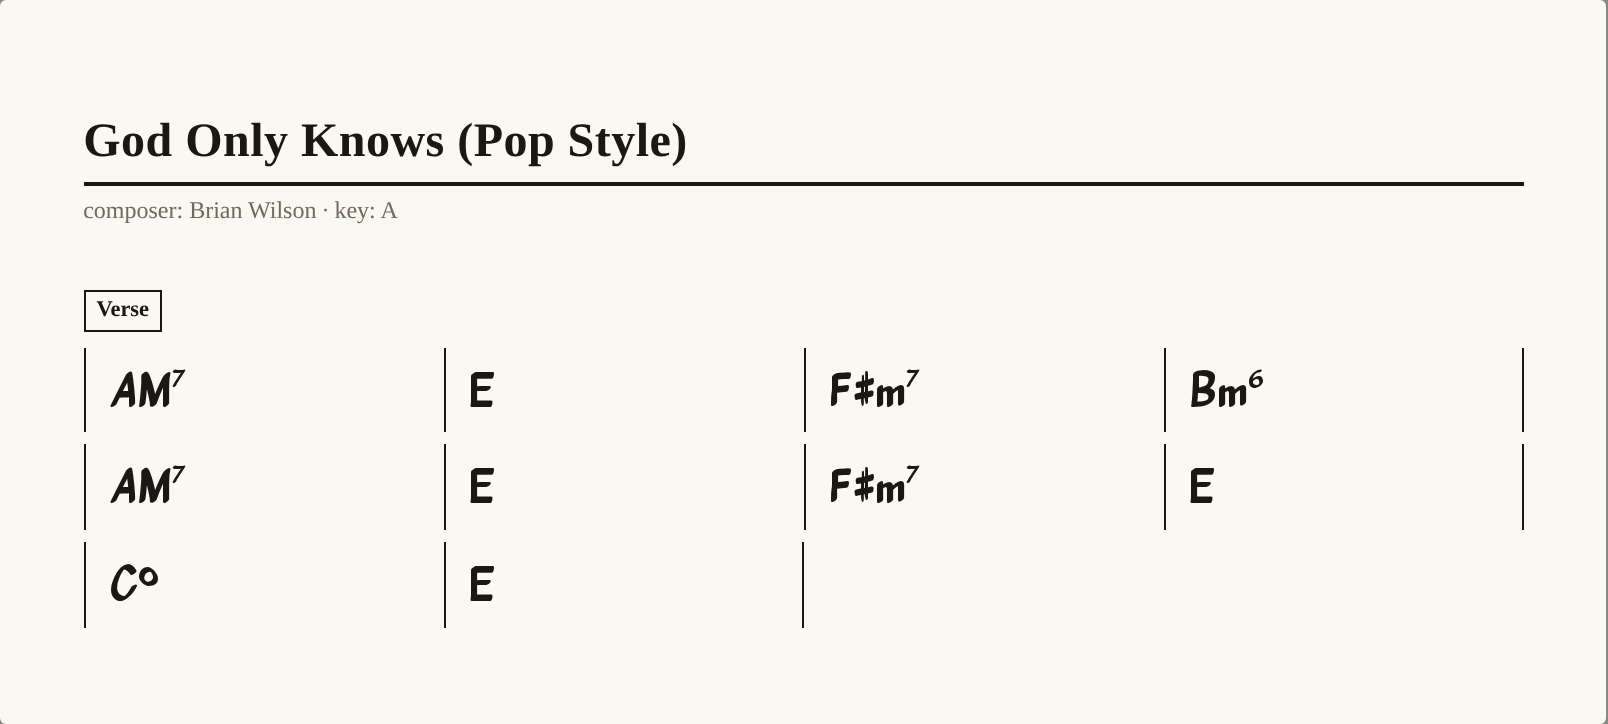 God Only Knows (Pop Style)
composer: Brian Wilson · key: A
Verse
AM7 E F♯m7 Bm6
AM7 E F♯m7 E
C° E